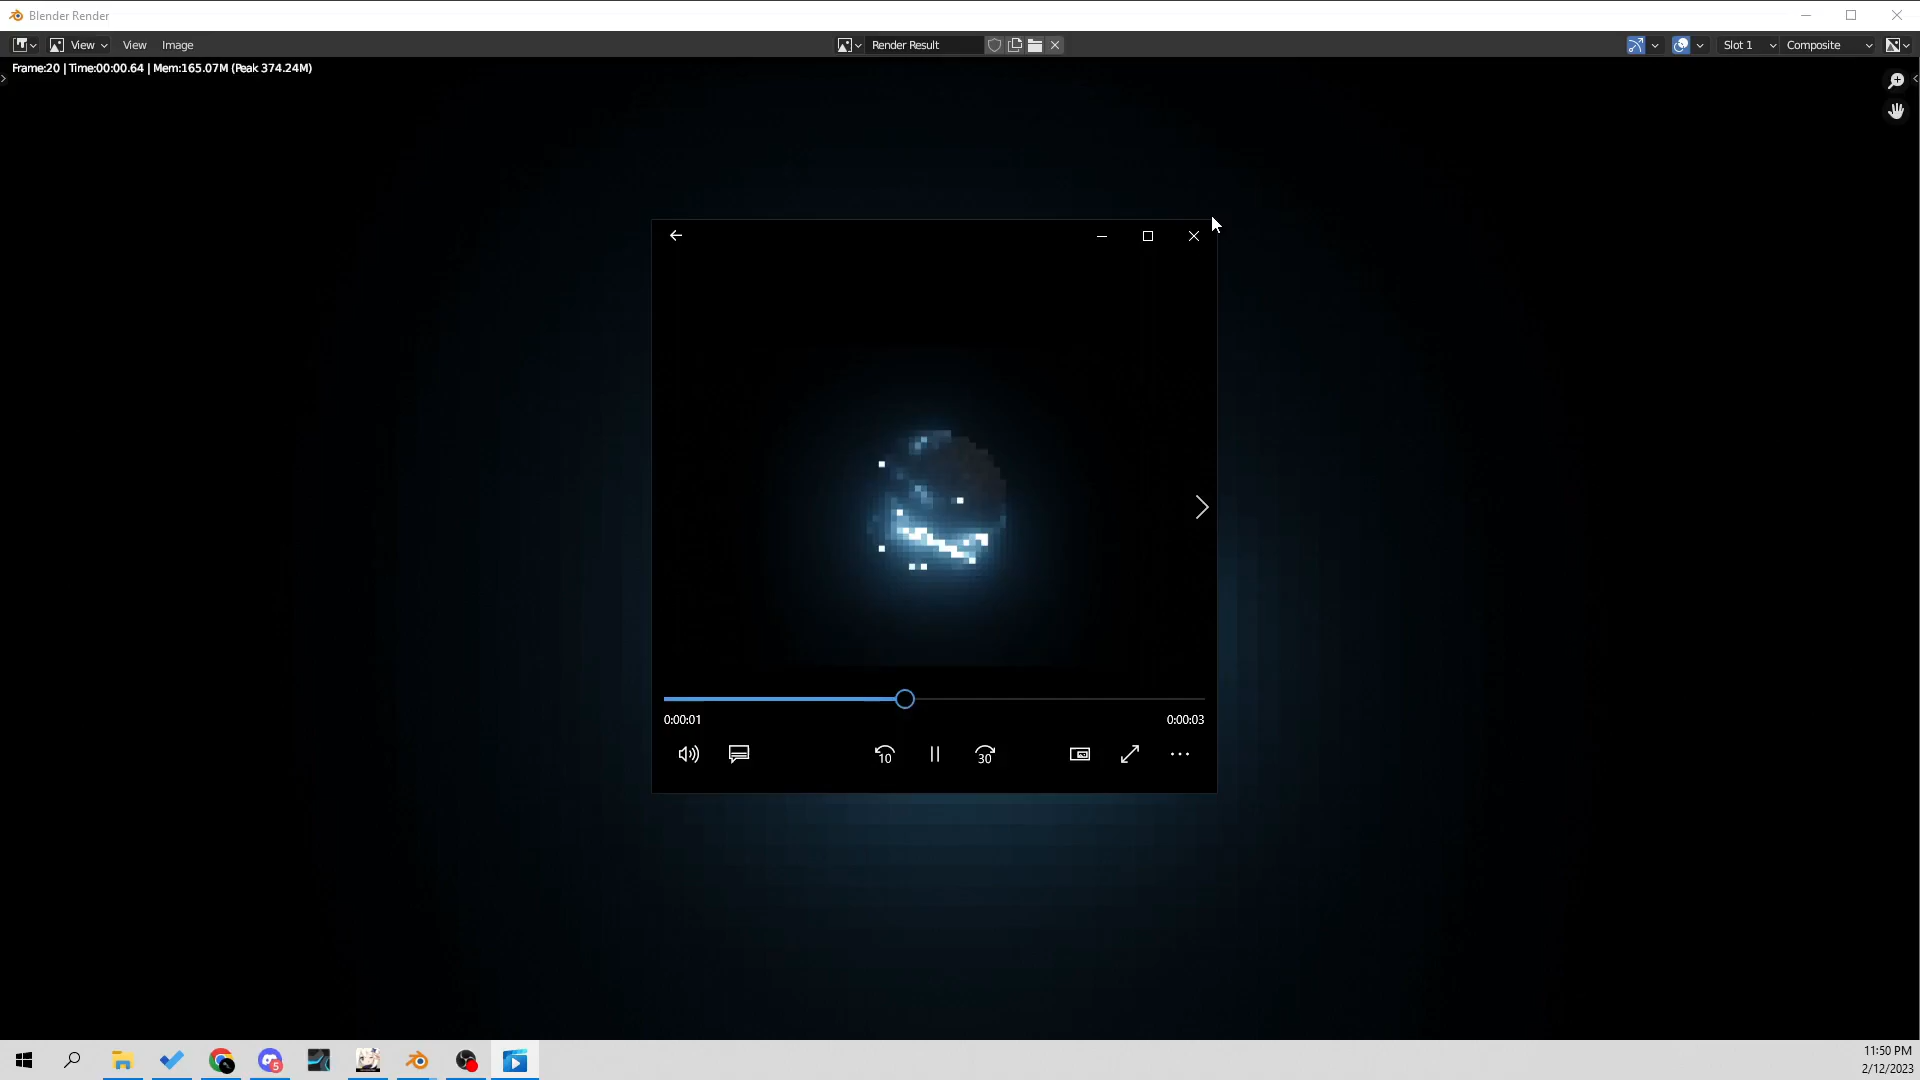 Blender Render
View View Image Render Result Slot 1 Composite
Frame:20 | Time:00:00.64 | Mem:165.07M (Peak 374.24M)
0:00:01 0:00:03
10 30
5
11:50 PM
2/12/2023